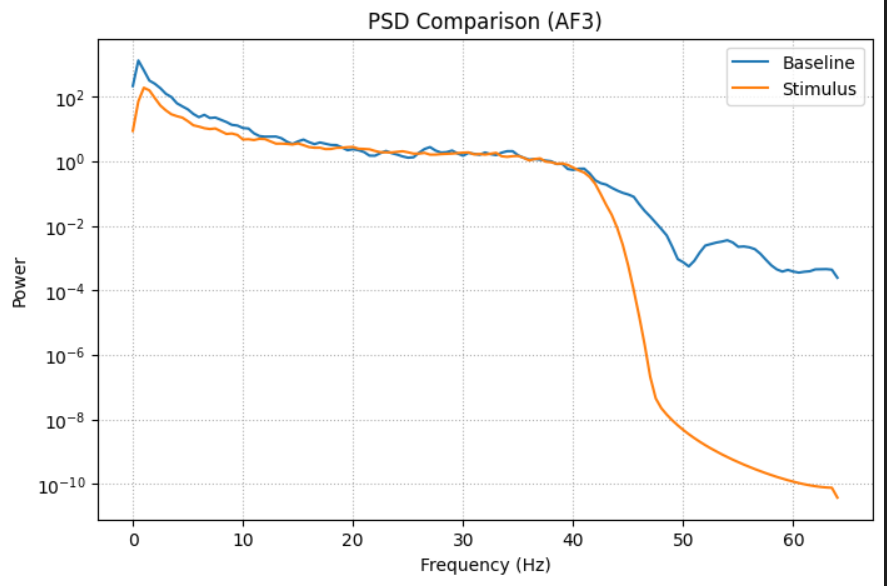 PSD Comparison (AF3)
Baseline
Stimulus
10²
10⁰
10⁻²
10⁻⁴
10⁻⁶
10⁻⁸
10⁻¹⁰
Power
0 10 20 30 40 50 60
Frequency (Hz)